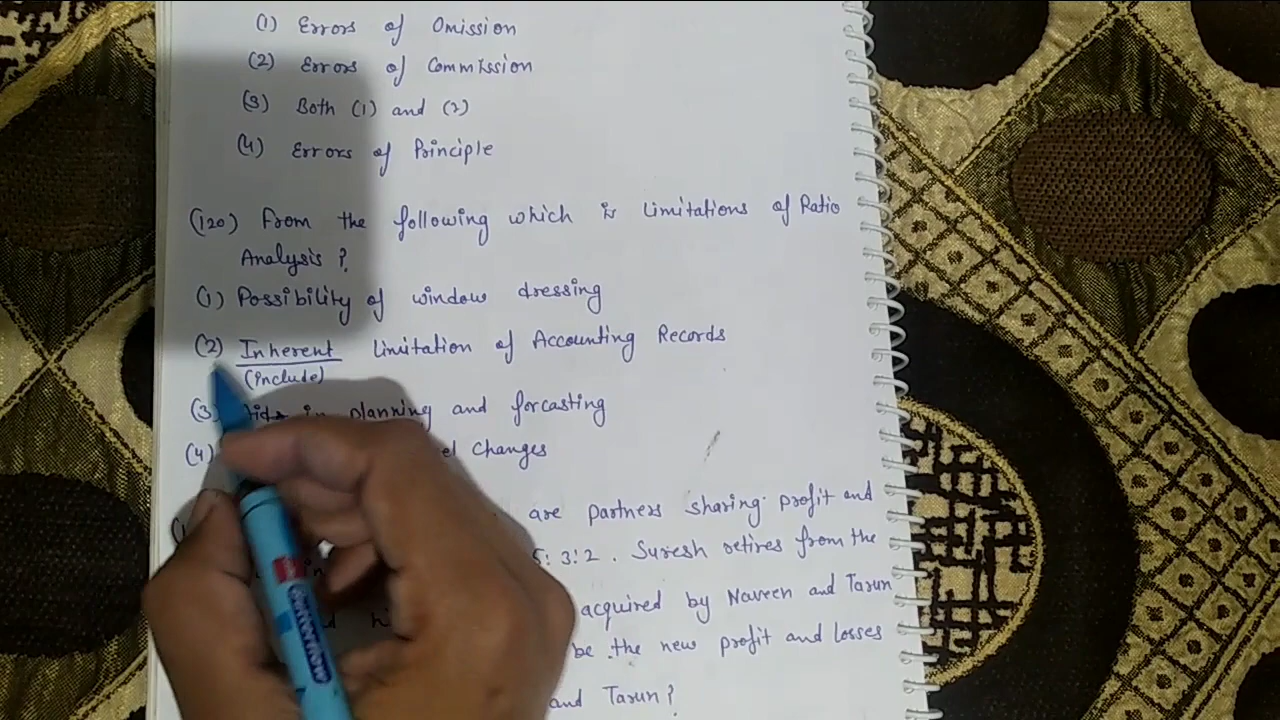 (1) Errors of Omission
(2) Errors of Commission
(3) Both (1) and (2)
(4) Errors of Principle
(120) From the following which is Limitations of Ratio
Analysis ?
(1) Possibility of window dressing
(2) Inherent Limitation of Accounting Records
(include)
(3) in planning and forcasting
(4) Changes
are partners sharing profit and
5:3:2. Suresh retires from the
acquired by Naveen and Tarun
be the new profit and losses
and Tarun?